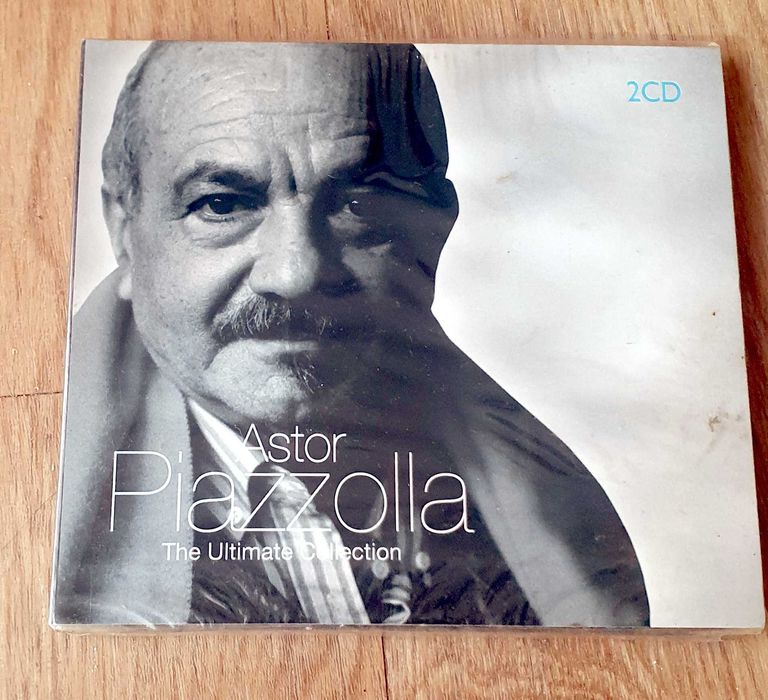 2CD
Astor
Piazzolla
The Ultimate Collection